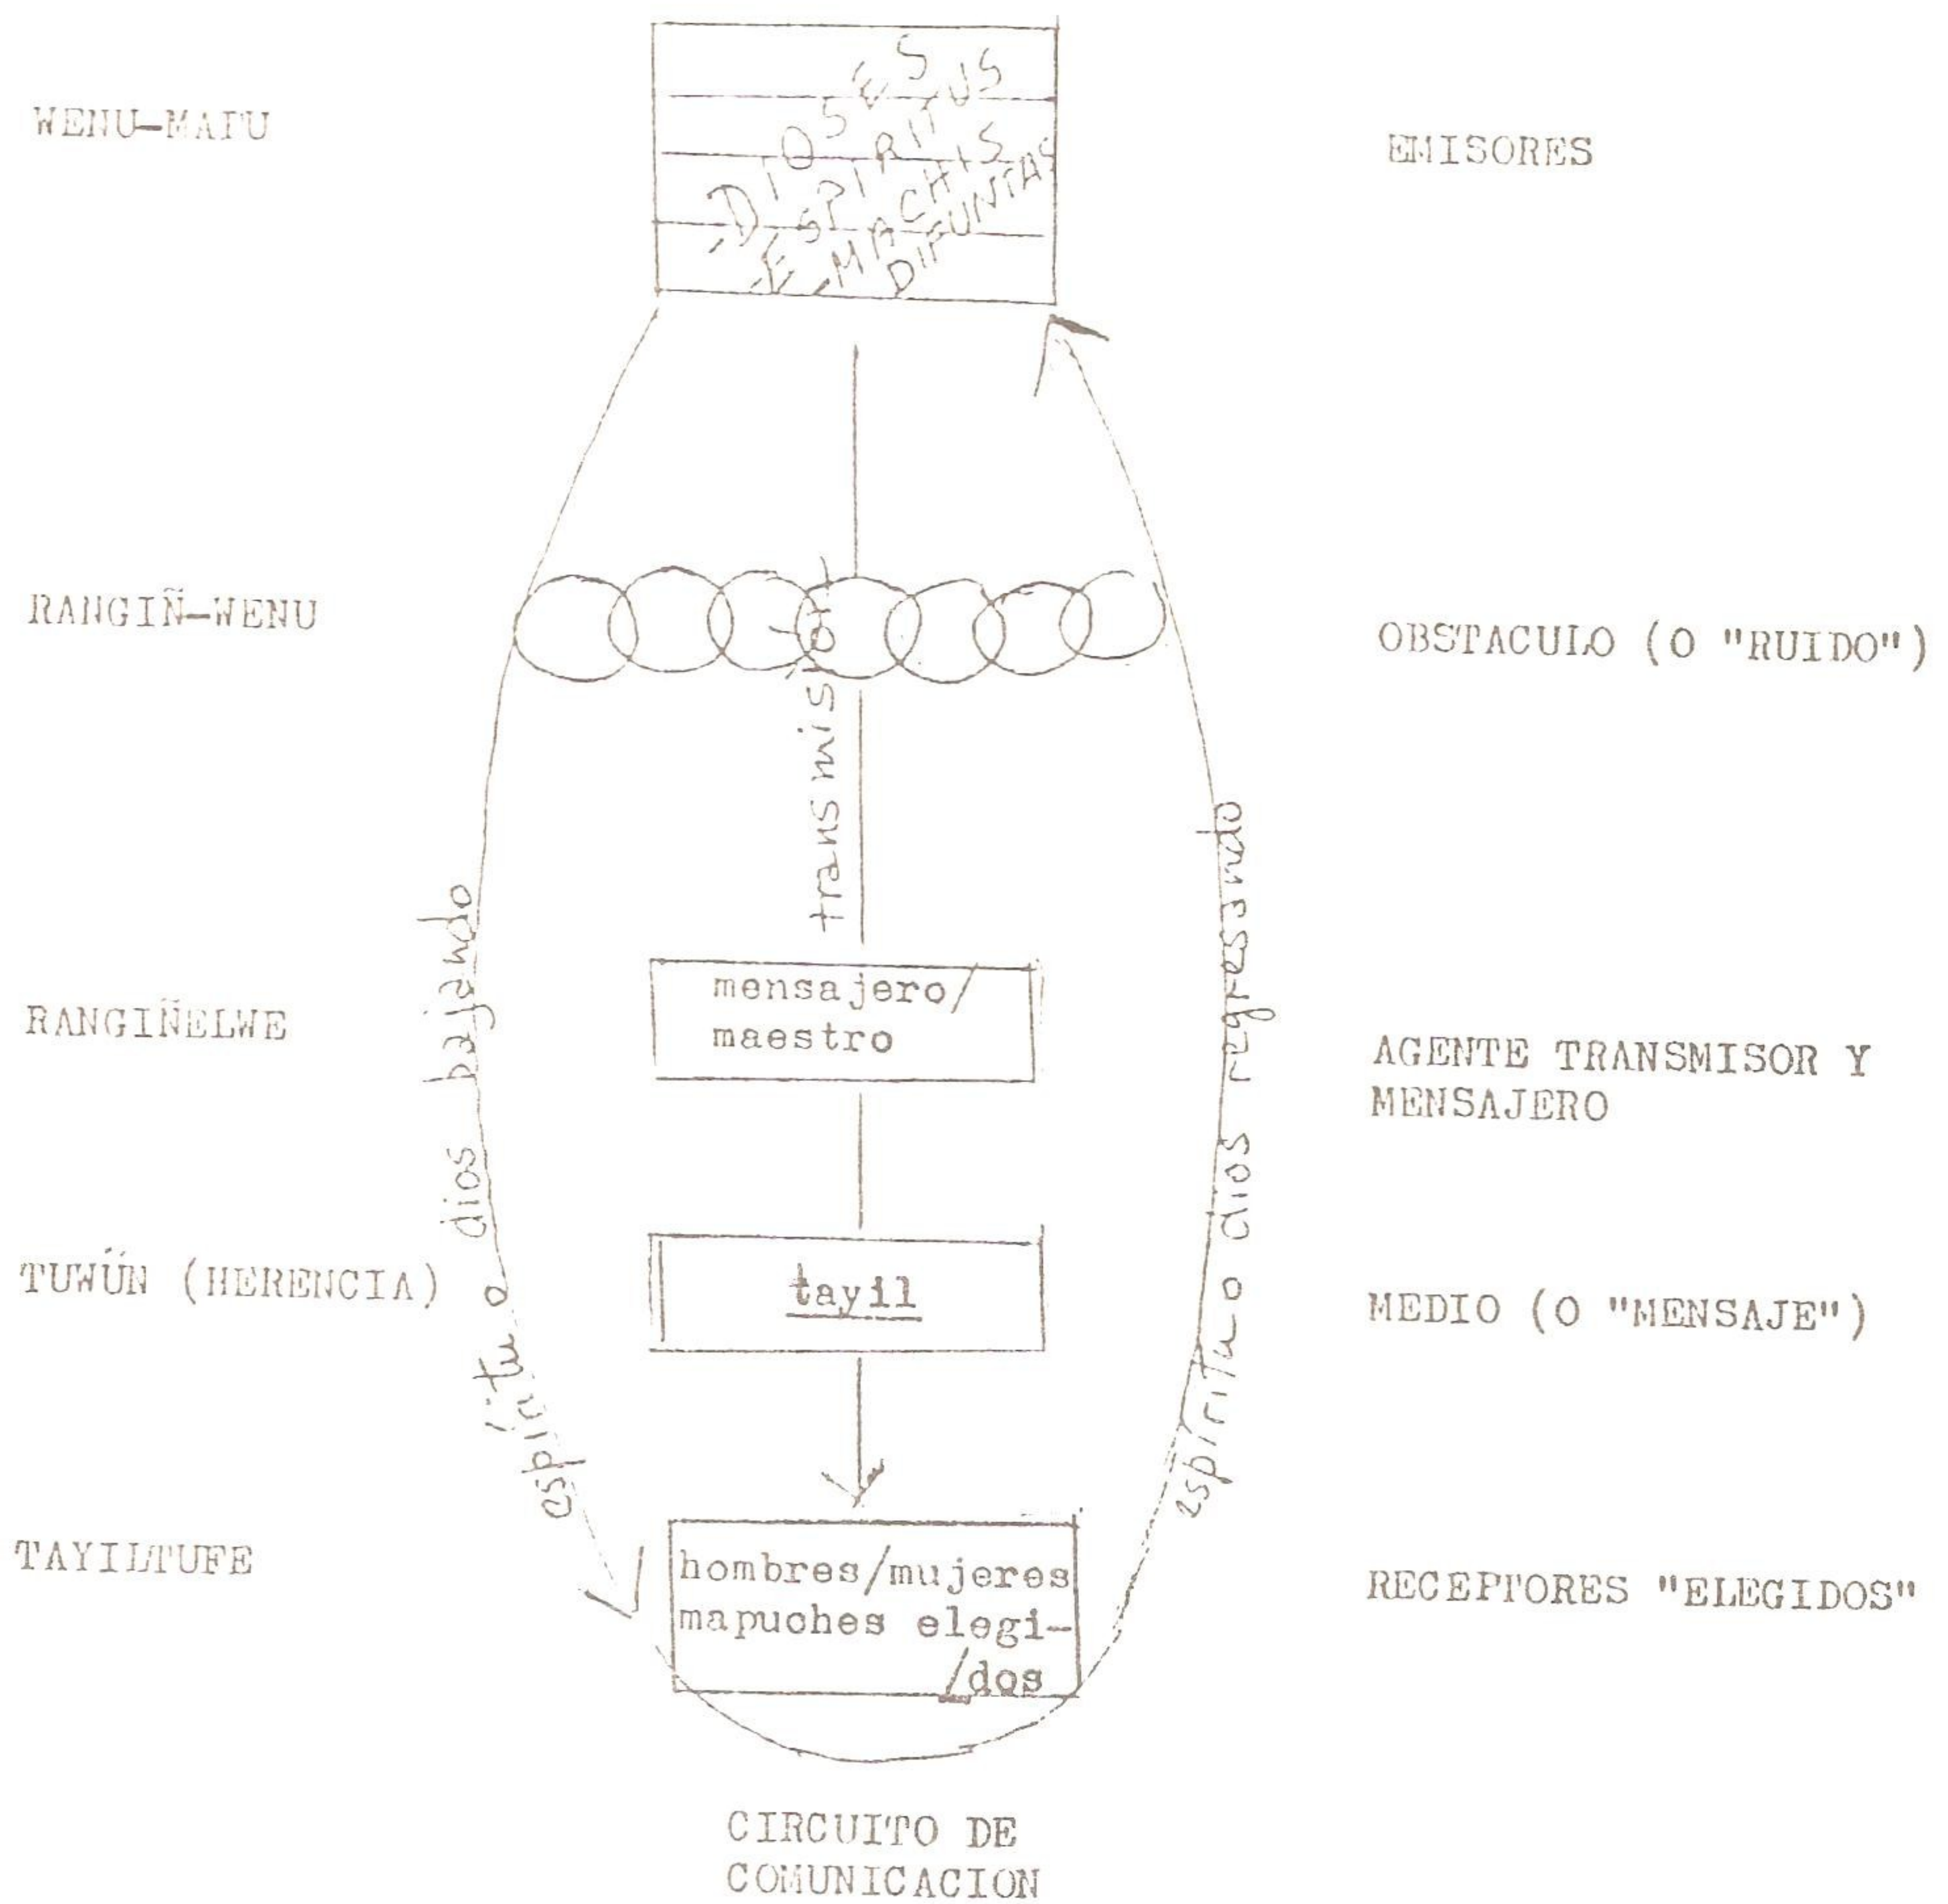 WENU-MAPU
DIOSES
ESPIRITUS
MACHIS
DIFUNTAS
EMISORES
RANGIÑ-WENU
OBSTACULO (O "RUIDO")
transmisión
RANGIÑELWE
mensajero/
maestro
AGENTE TRANSMISOR Y
MENSAJERO
espíritu o dios bajando
espíritu o dios regresando
TUWÜN (HERENCIA)
tayil
MEDIO (O "MENSAJE")
TAYILTUFE
hombres/mujeres
mapuches elegi-
/dos
RECEPTORES "ELEGIDOS"
CIRCUITO DE
COMUNICACION